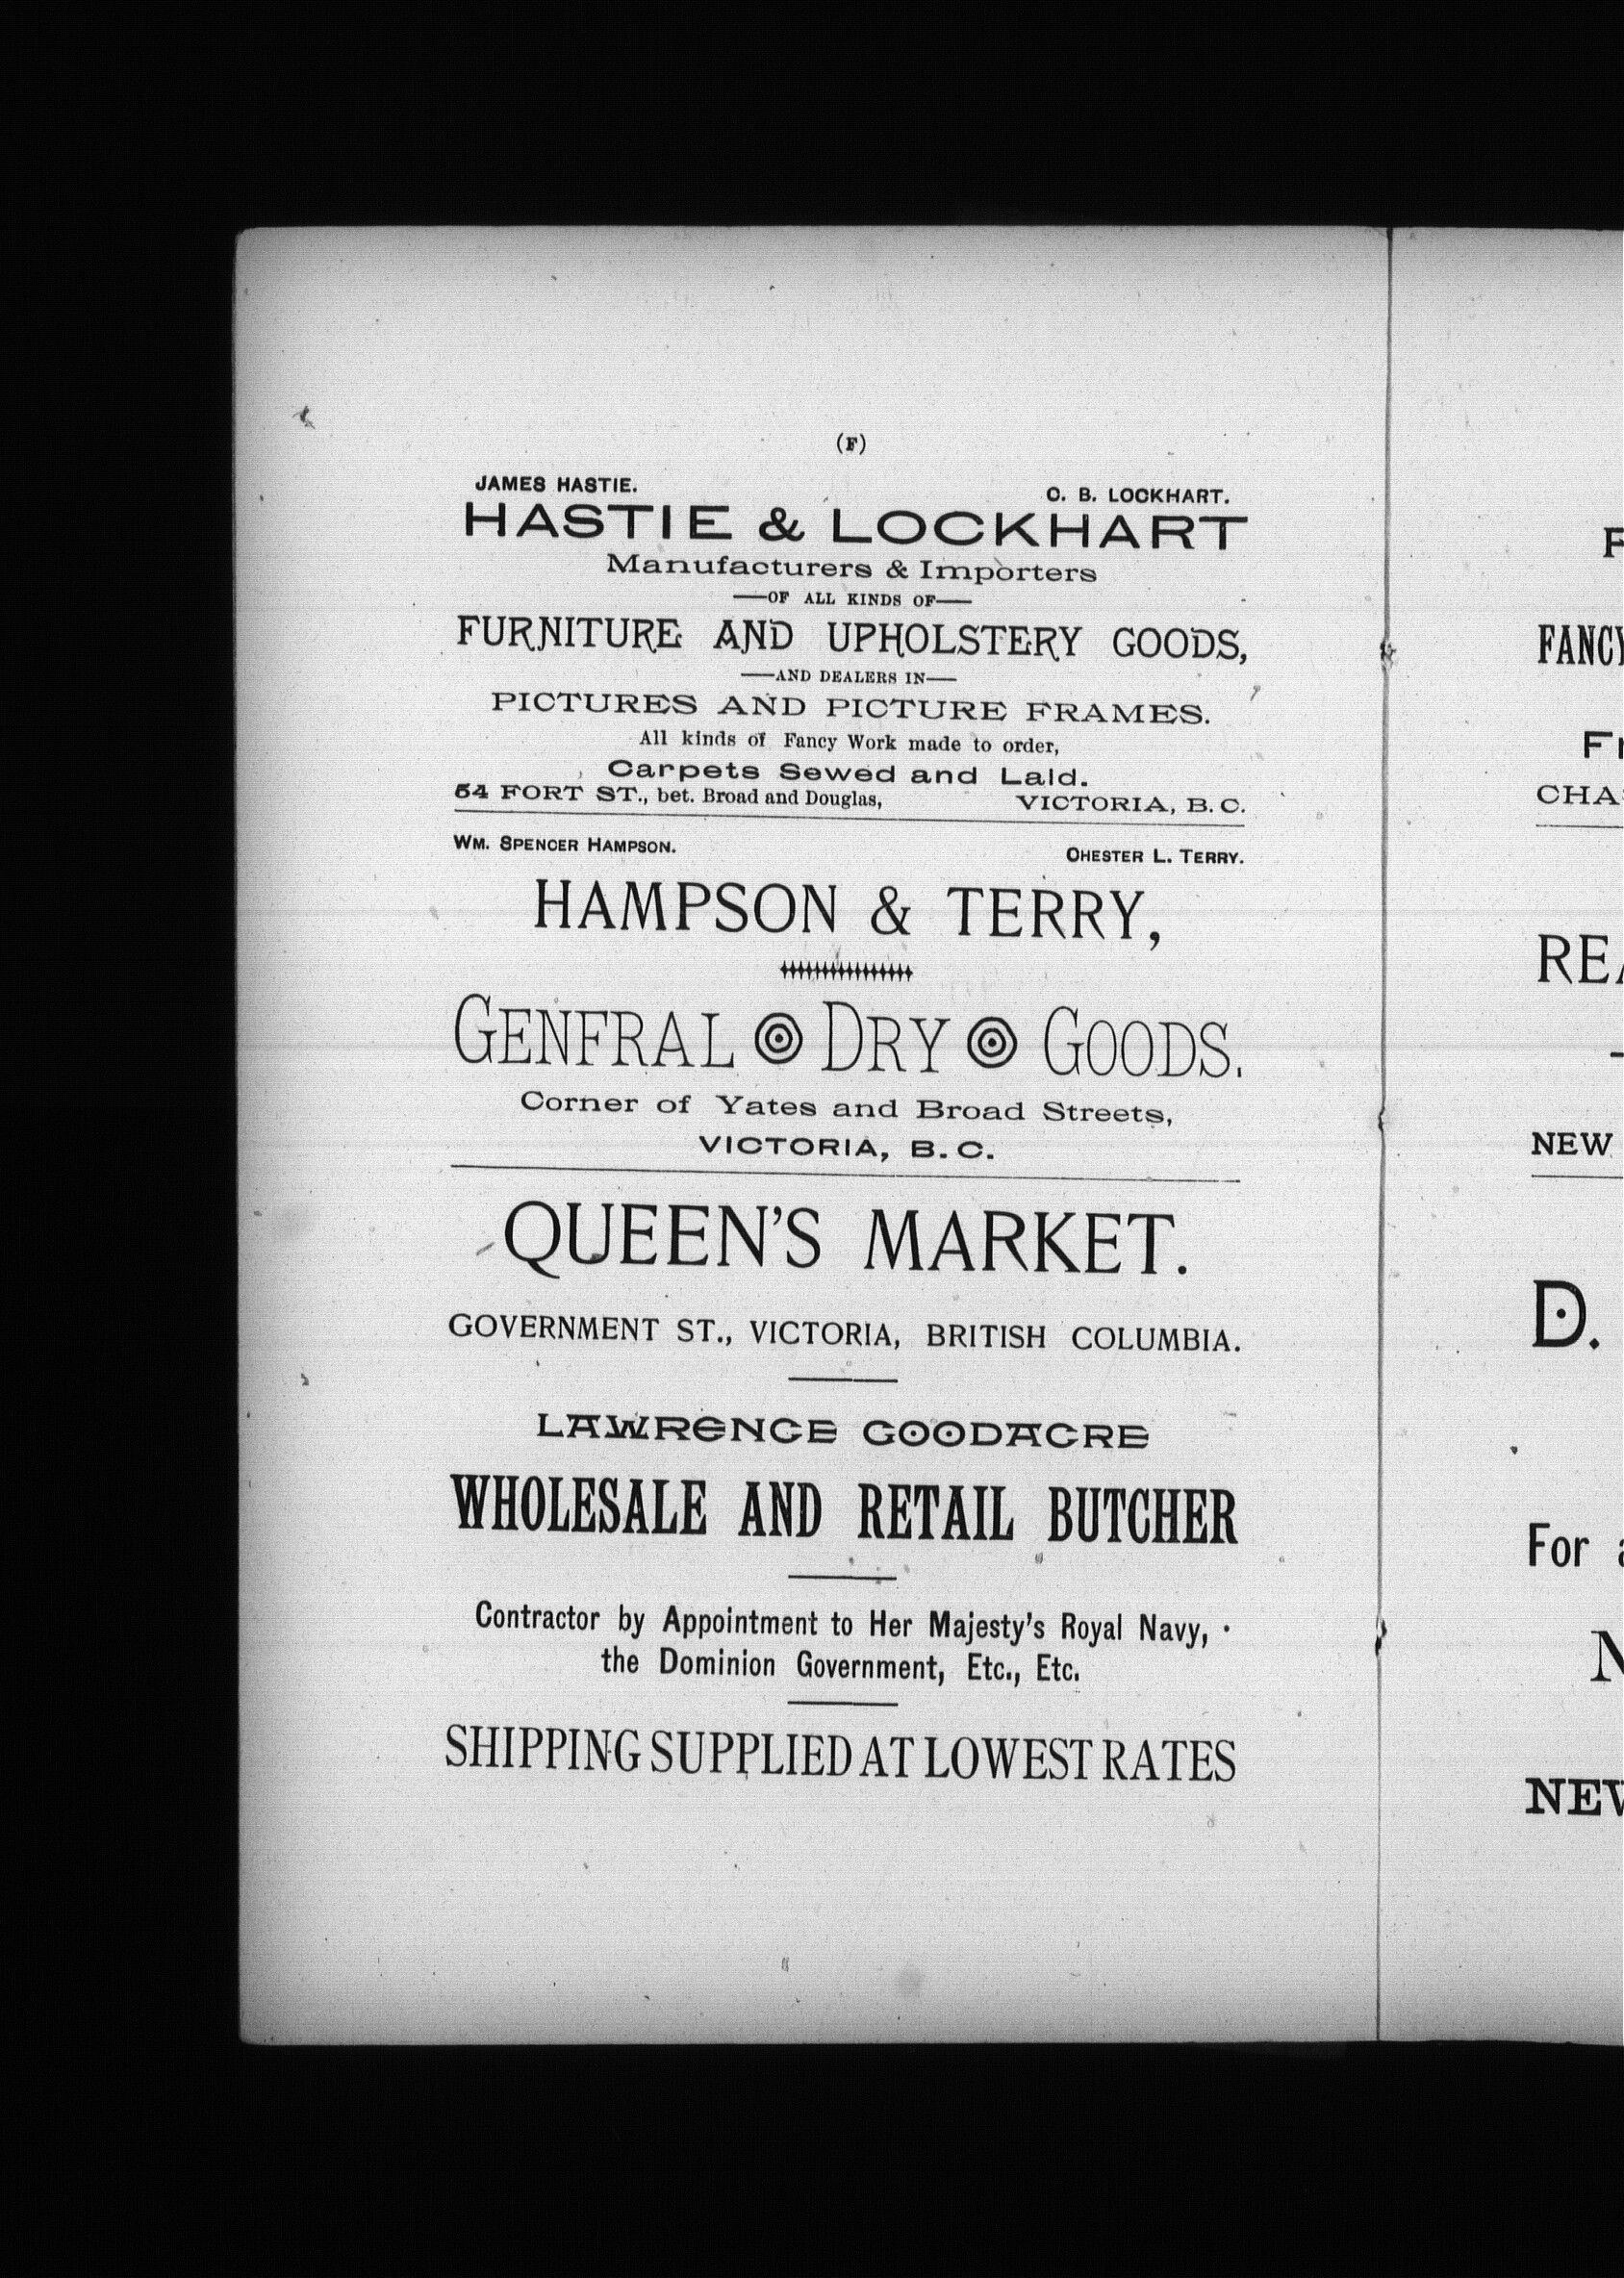 (F)
JAMES HASTIE. C. B. LOCKHART.
HASTIE & LOCKHART
Manufacturers & Importers
—OF ALL KINDS OF—
FURNITURE AND UPHOLSTERY GOODS,
—AND DEALERS IN—
PICTURES AND PICTURE FRAMES.
All kinds of Fancy Work made to order,
Carpets Sewed and Laid.
54 FORT ST., bet. Broad and Douglas, VICTORIA, B. C.
WM. SPENCER HAMPSON. CHESTER L. TERRY.
HAMPSON & TERRY,
GENFRAL DRY GOODS.
Corner of Yates and Broad Streets,
VICTORIA, B. C.
QUEEN'S MARKET.
GOVERNMENT ST., VICTORIA, BRITISH COLUMBIA.
LAWRENCE GOODACRE
WHOLESALE AND RETAIL BUTCHER
Contractor by Appointment to Her Majesty's Royal Navy,
the Dominion Government, Etc., Etc.
SHIPPING SUPPLIED AT LOWEST RATES
FANCY
NEW
D.
For